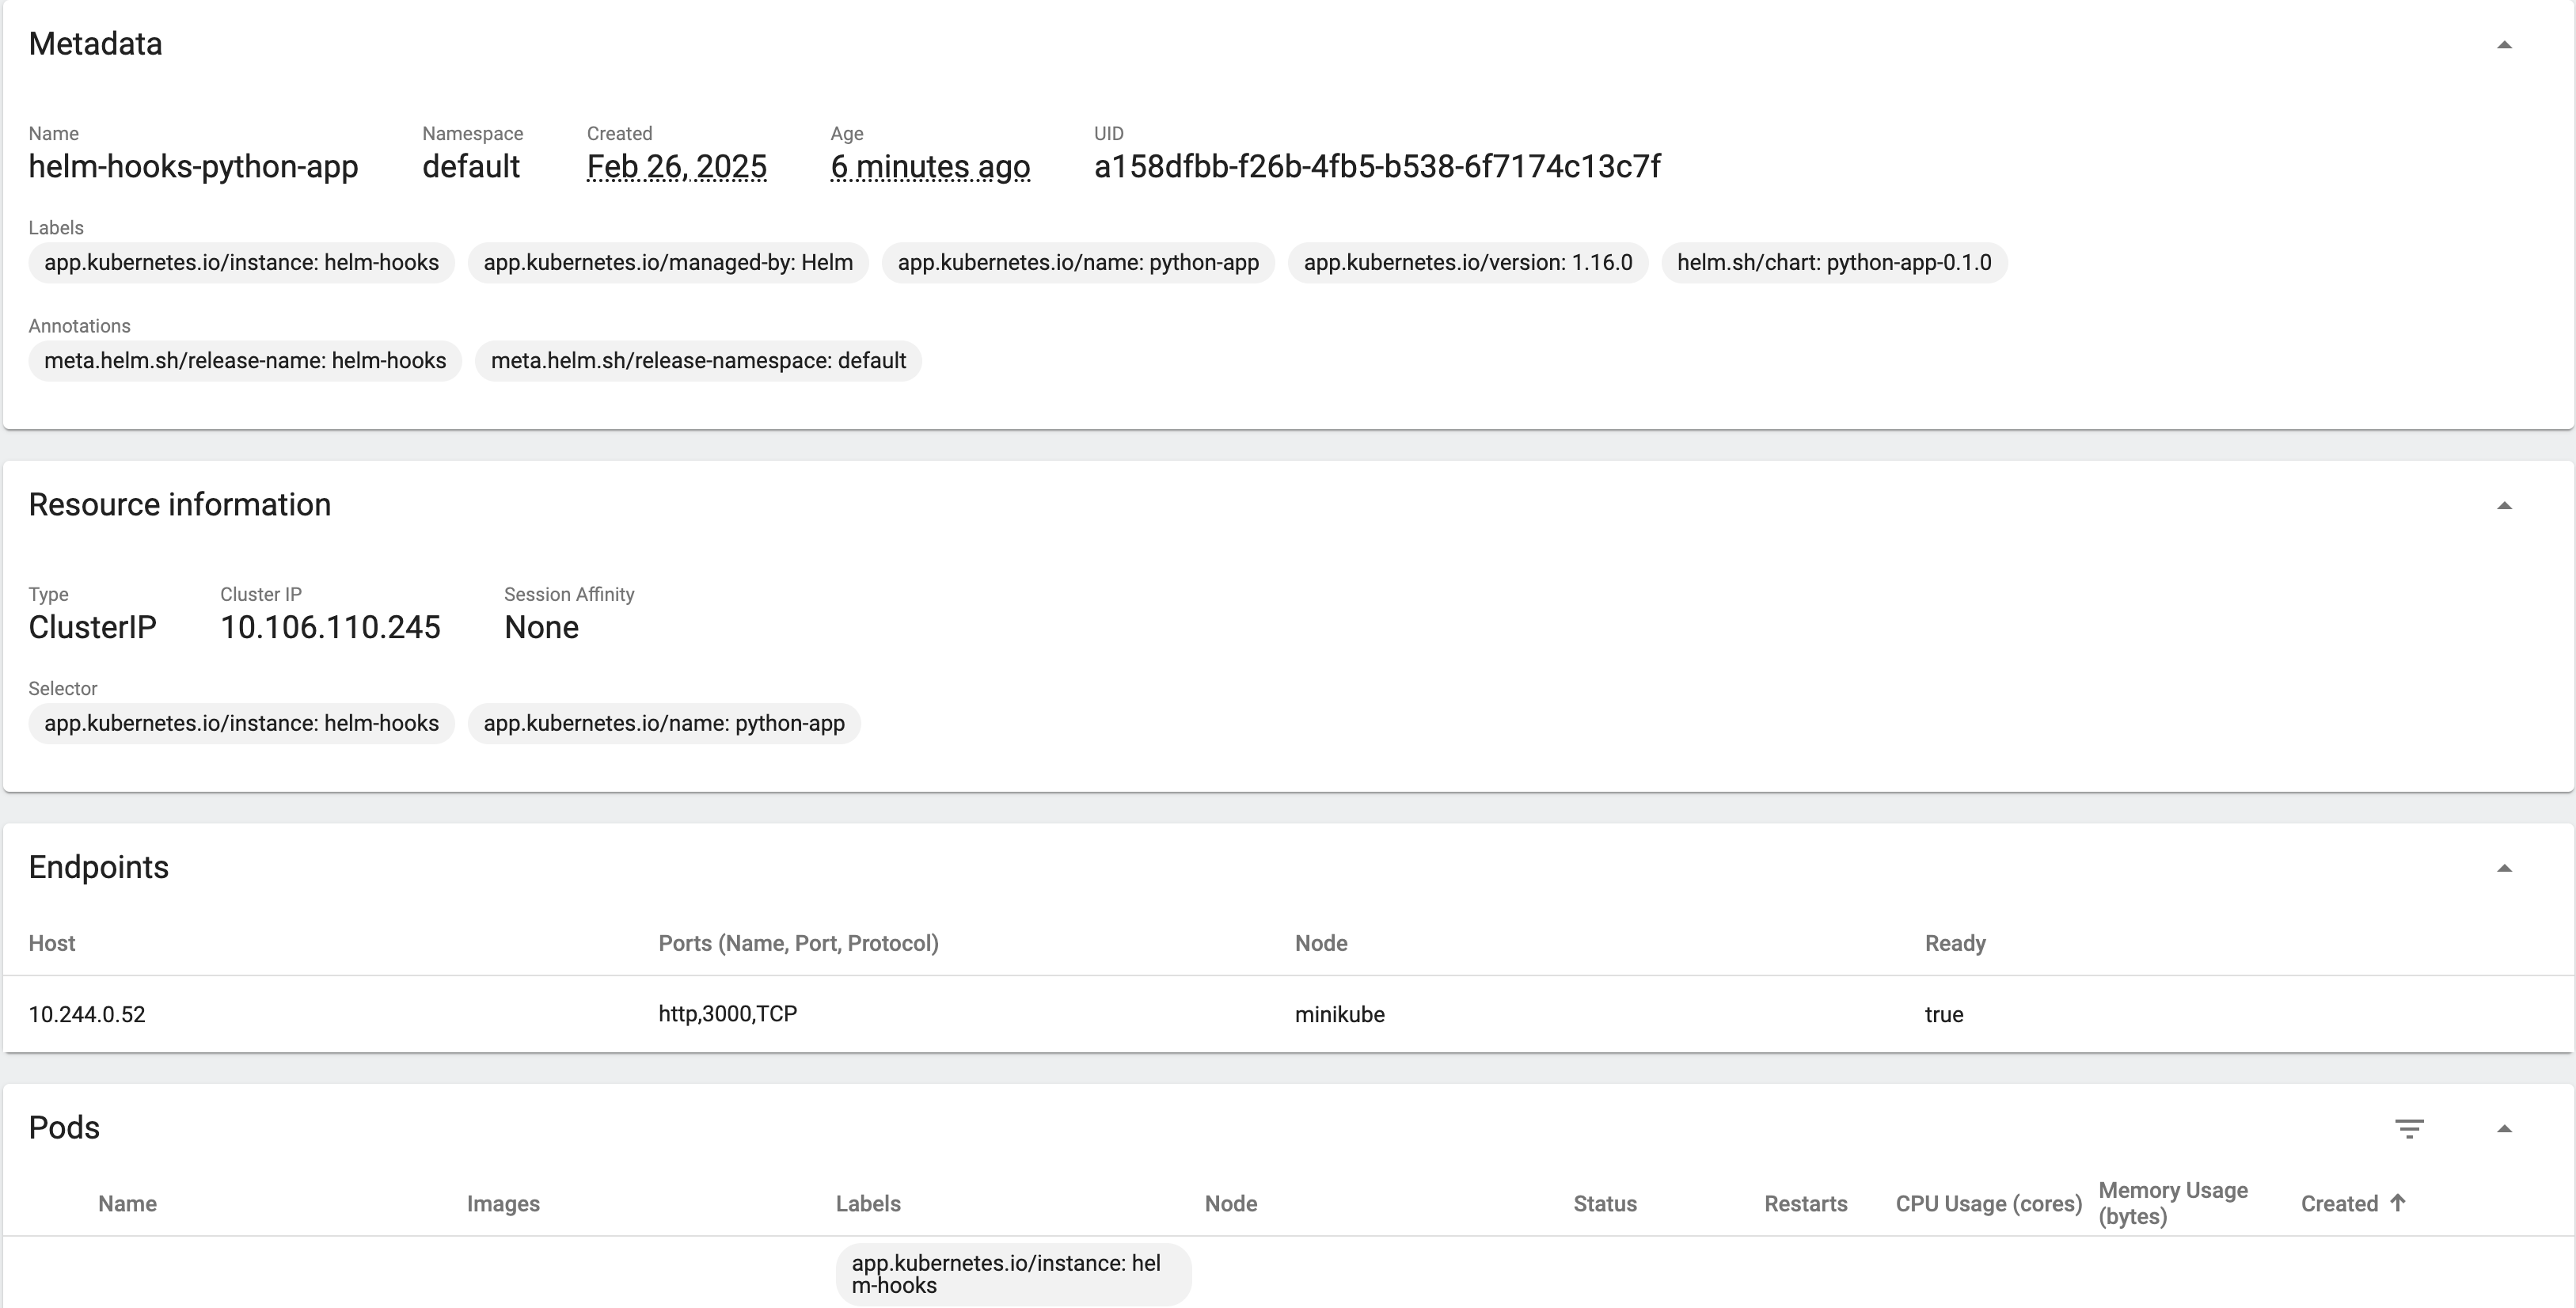 Metadata
Name Namespace Created Age UID
helm-hooks-python-app default Feb 26, 2025 6 minutes ago a158dfbb-f26b-4fb5-b538-6f7174c13c7f
Labels
app.kubernetes.io/instance: helm-hooks app.kubernetes.io/managed-by: Helm app.kubernetes.io/name: python-app app.kubernetes.io/version: 1.16.0 helm.sh/chart: python-app-0.1.0
Annotations
meta.helm.sh/release-name: helm-hooks meta.helm.sh/release-namespace: default
Resource information
Type Cluster IP Session Affinity
ClusterIP 10.106.110.245 None
Selector
app.kubernetes.io/instance: helm-hooks app.kubernetes.io/name: python-app
Endpoints
Host Ports (Name, Port, Protocol) Node Ready
10.244.0.52 http,3000,TCP minikube true
Pods
Name Images Labels Node Status Restarts CPU Usage (cores) Memory Usage (bytes) Created
app.kubernetes.io/instance: hel
m-hooks